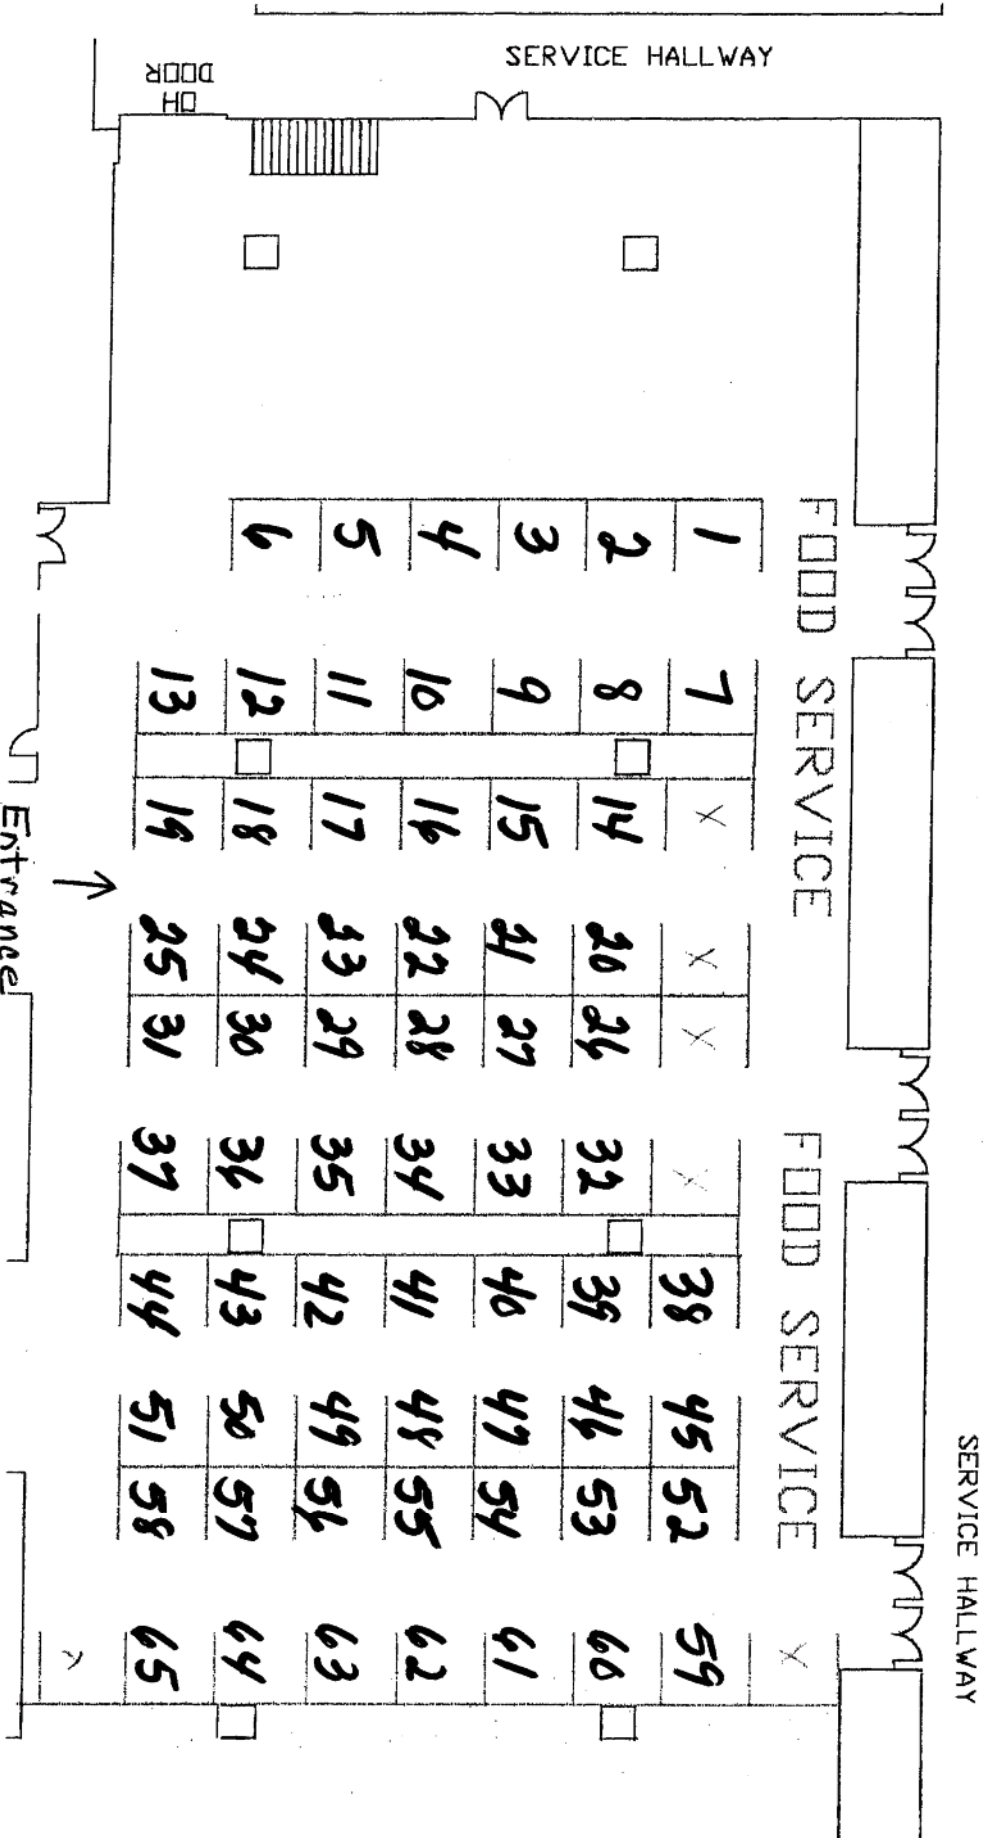 SERVICE HALLWAY
OH
DOOR
FOOD SERVICE
FOOD SERVICE
SERVICE HALLWAY
6 5 4 3 2 1
13 12 11 10 9 8 7
19 18 17 16 15 14 X
Entrance
25 24 23 22 21 20 X
31 30 29 28 27 26 X
37 36 35 34 33 32 X
44 43 42 41 40 39 38
51 50 49 48 47 46 45
58 57 56 55 54 53 52
X 65 64 63 62 61 60 59 X